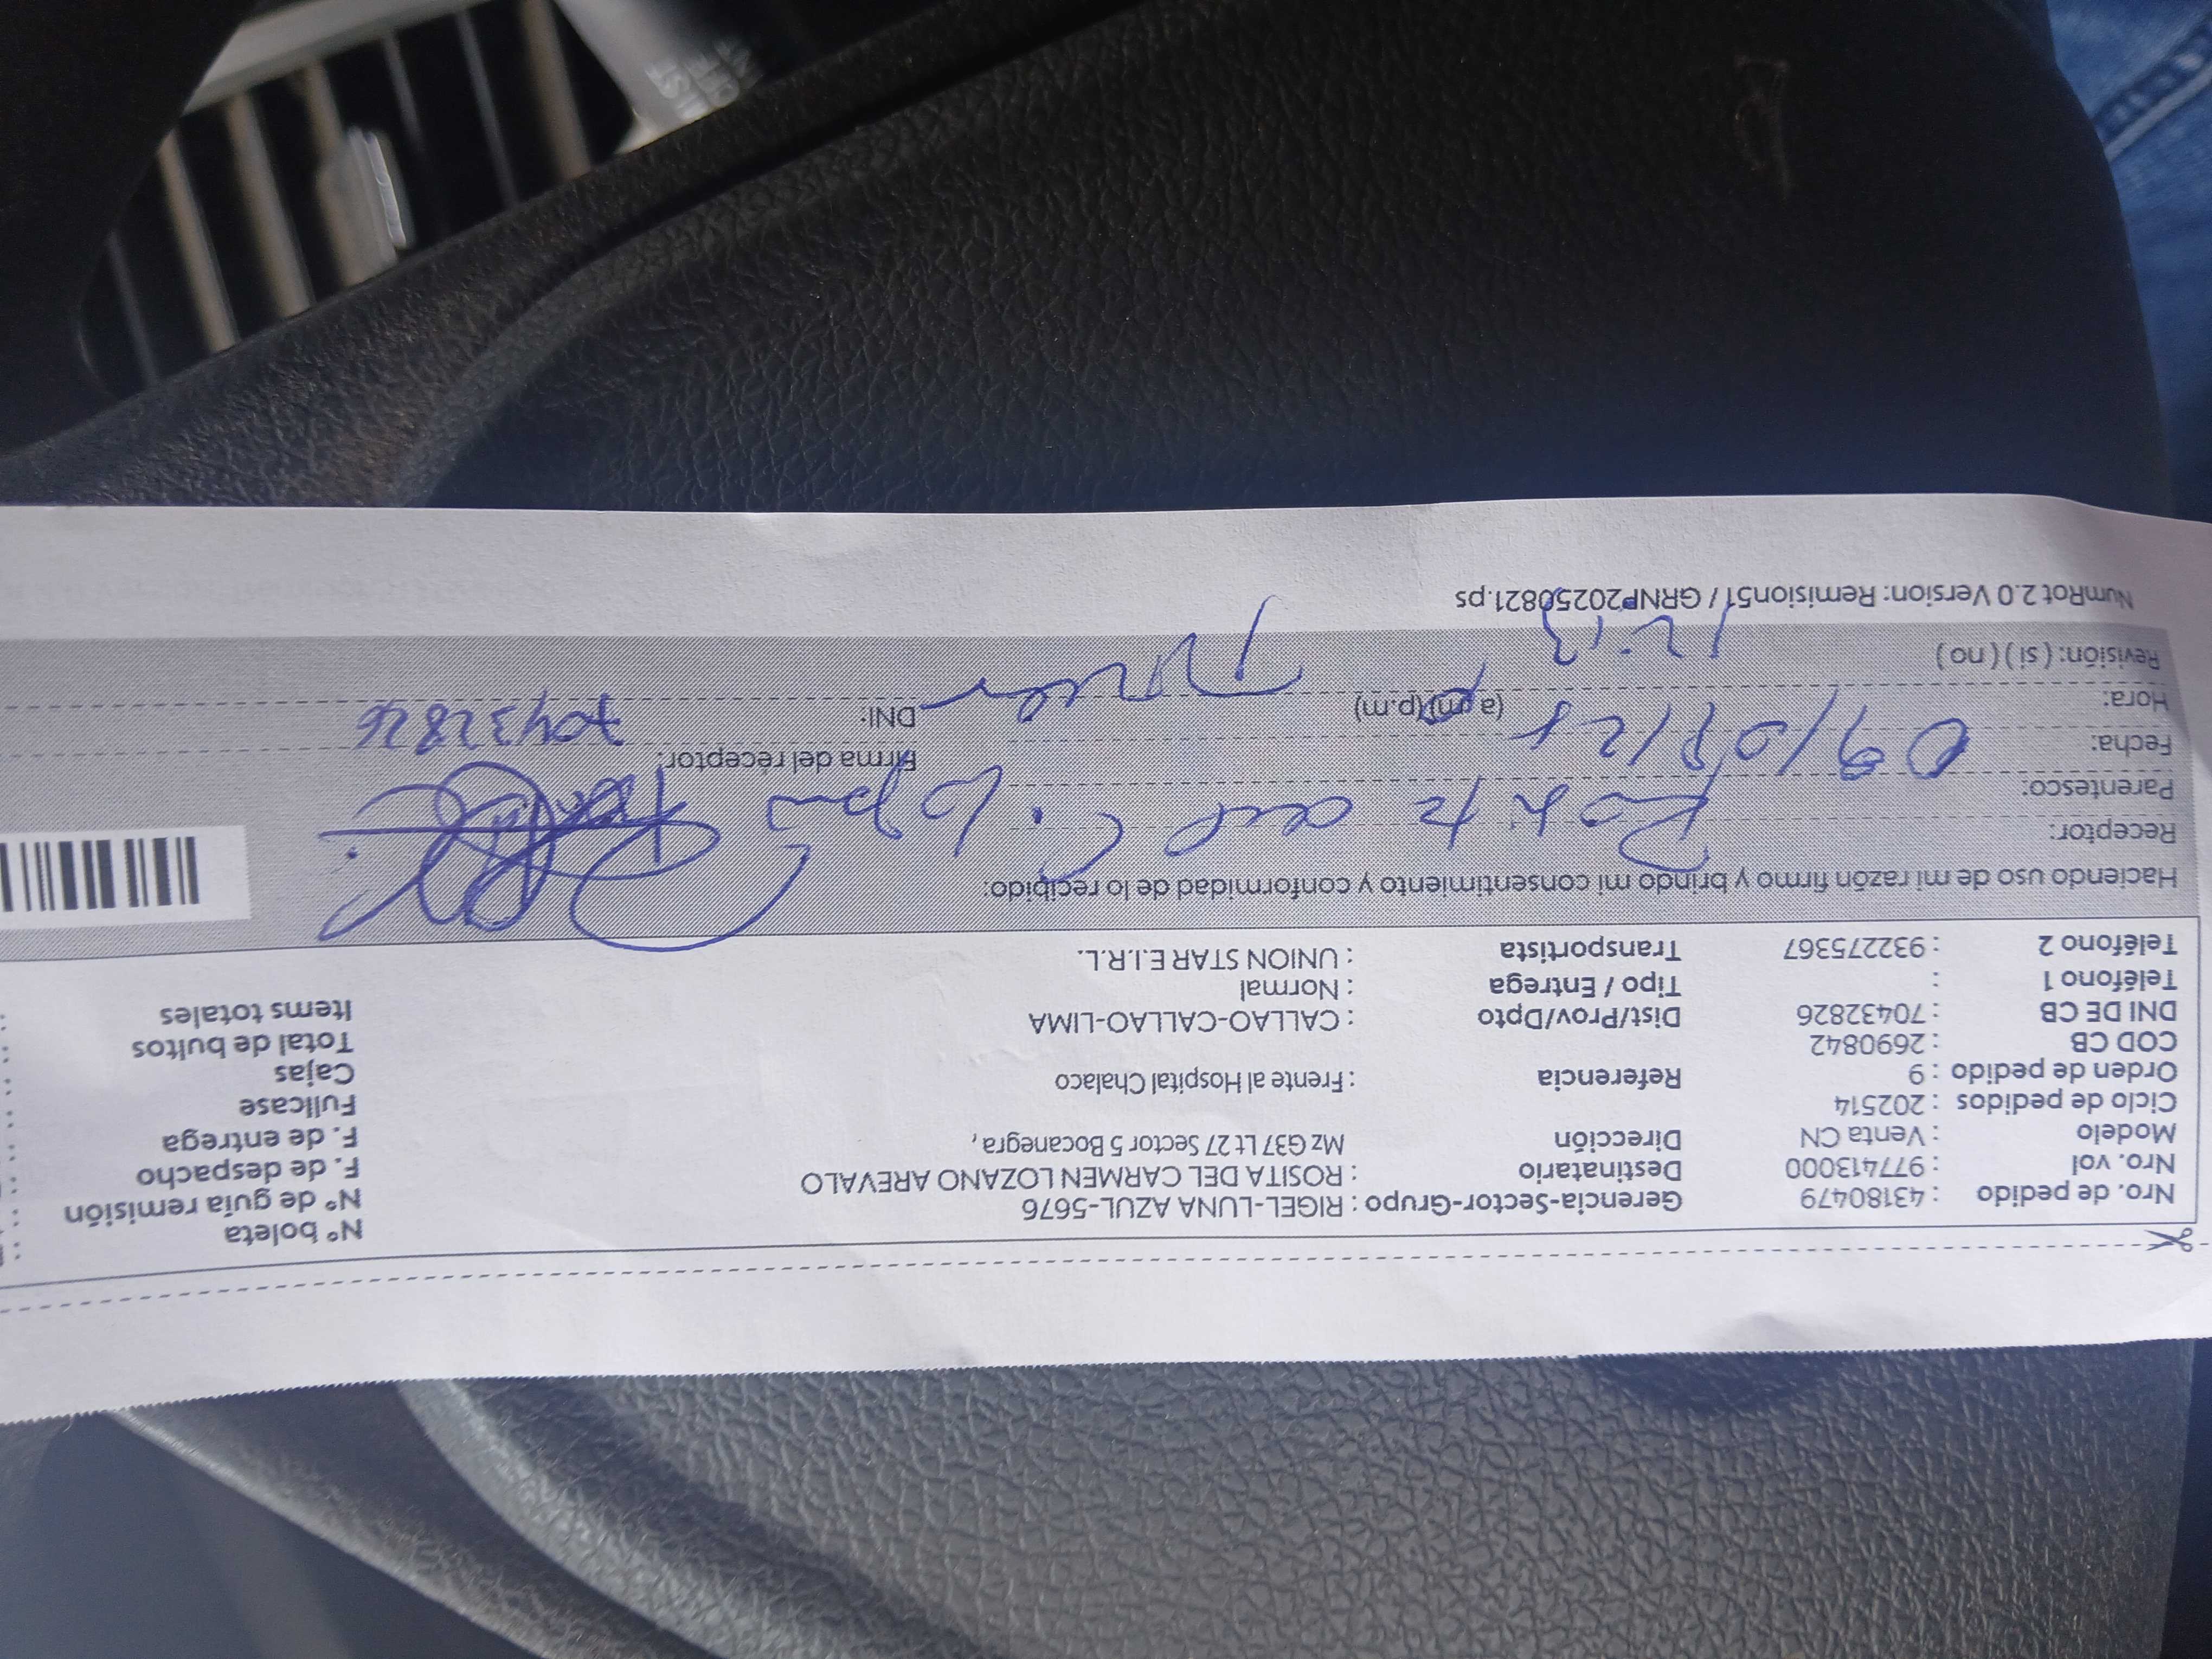 Nº boleta :
Nro. de pedido : 43180479 Gerencia-Sector-Grupo : RIGEL-LUNA AZUL-5676 Nº de guía remisión :
Nro. vol : 977413000 Destinatario : ROSITA DEL CARMEN LOZANO AREVALO F. de despacho :
Modelo : Venta CN Dirección Mz G37 Lt 27 Sector 5 Bocanegra, F. de entrega :
Ciclo de pedidos : 202514 Fullcase :
Orden de pedido : 9 Referencia : Frente al Hospital Chalaco Cajas :
COD CB : 2690842 Total de bultos :
DNI DE CB : 70432826 Dist/Prov/Dpto : CALLAO-CALLAO-LIMA Items totales :
Teléfono 1 : Tipo / Entrega : Normal
Teléfono 2 : 932275367 Transportista : UNION STAR E.I.R.L.
Haciendo uso de mi razón firmo y brindo mi consentimiento y conformidad de lo recibido:
Receptor: Rosita del C.
Parentesco:
Firma del receptor:
Fecha:
Hora: (a.m)(p.m) DNI: 70432826
Revisión: ( si ) ( no )
NumRot 2.0 Version: Remision51 / GRNP20250821.ps